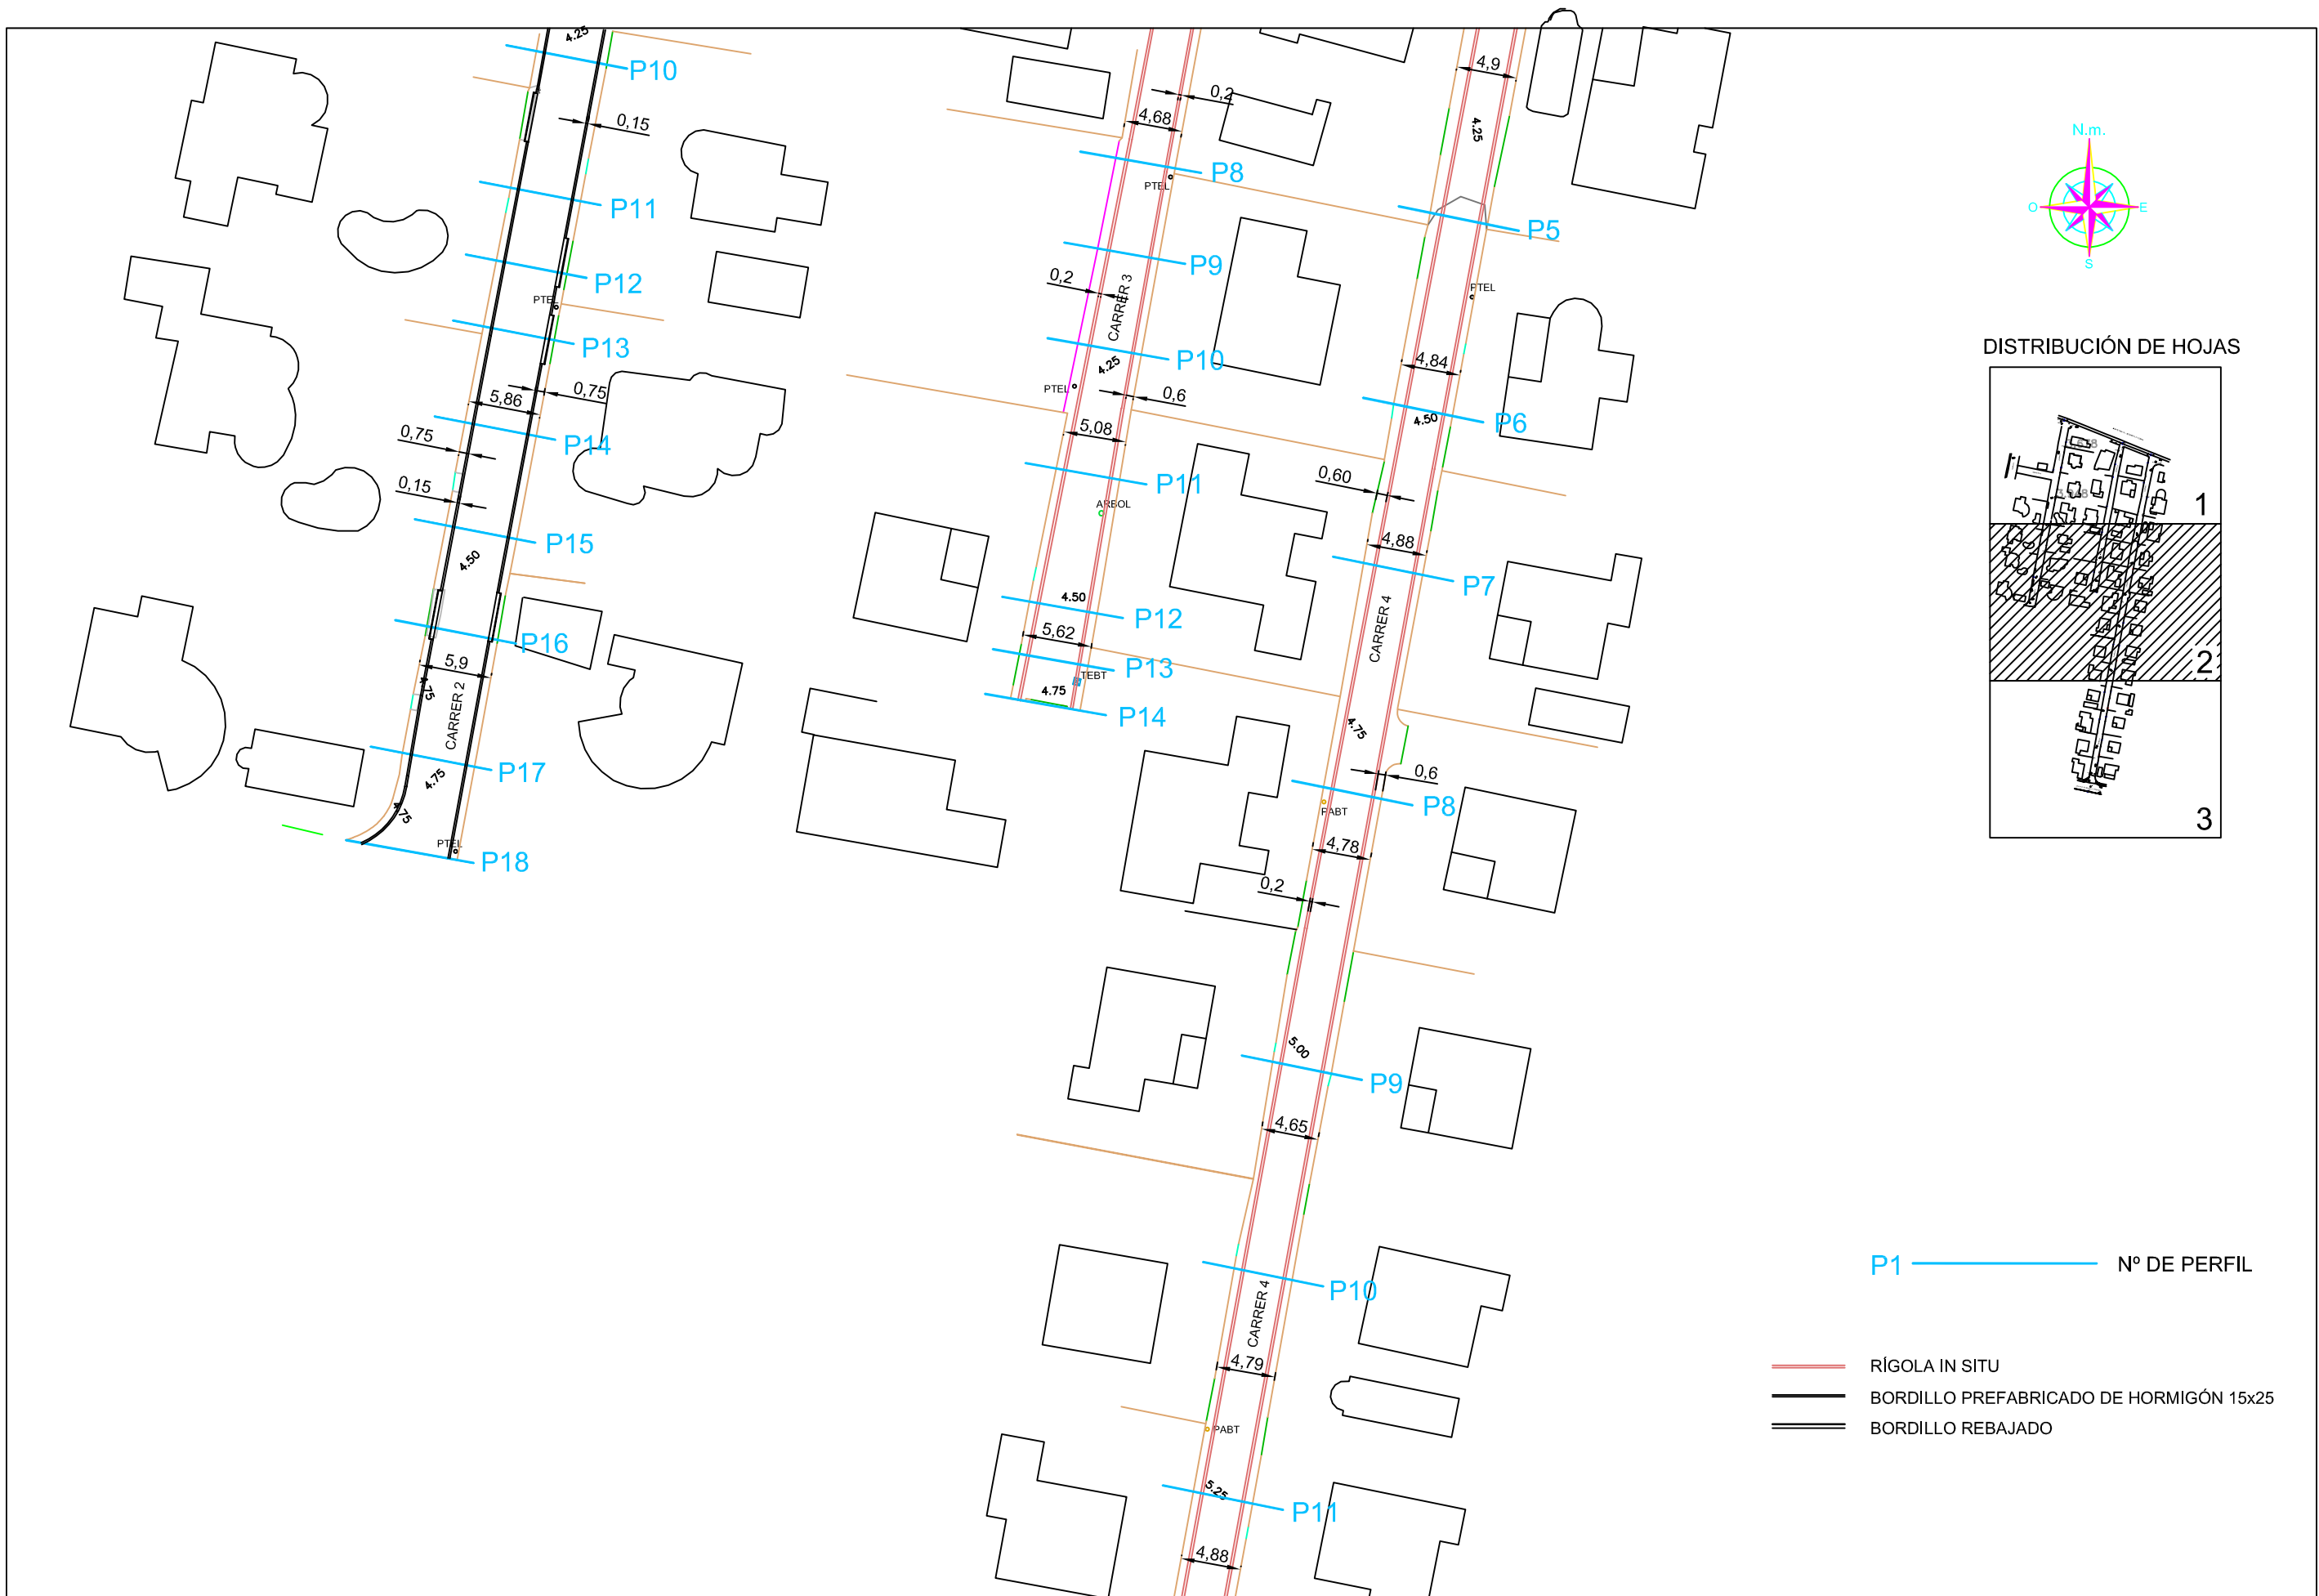 4.25
P10
0,15
P11
P12
PTEL
P13
0,75
5,86
P14
0,75
0,15
P15
4.50
P16
5,9
4.75
CARRER 2
P17
4.75
4.75
PTEL
P18
0,2
4,68
P8
PTEL
P9
0,2
CARRER 3
P10
4.25
PTEL
0,6
5,08
P11
ARBOL
4.50
P12
5,62
P13
TEBT
4.75
P14
4,9
4.25
P5
PTEL
4,84
4.50
P6
0,60
4,88
P7
CARRER 4
4.75
0,6
P8
PABT
4,78
0,2
5.00
P9
4,65
P10
CARRER 4
4,79
PABT
5.25
P11
4,88
N.m.
O
E
S
DISTRIBUCIÓN DE HOJAS
1
2
3
P1
Nº DE PERFIL
RÍGOLA IN SITU
BORDILLO PREFABRICADO DE HORMIGÓN 15x25
BORDILLO REBAJADO